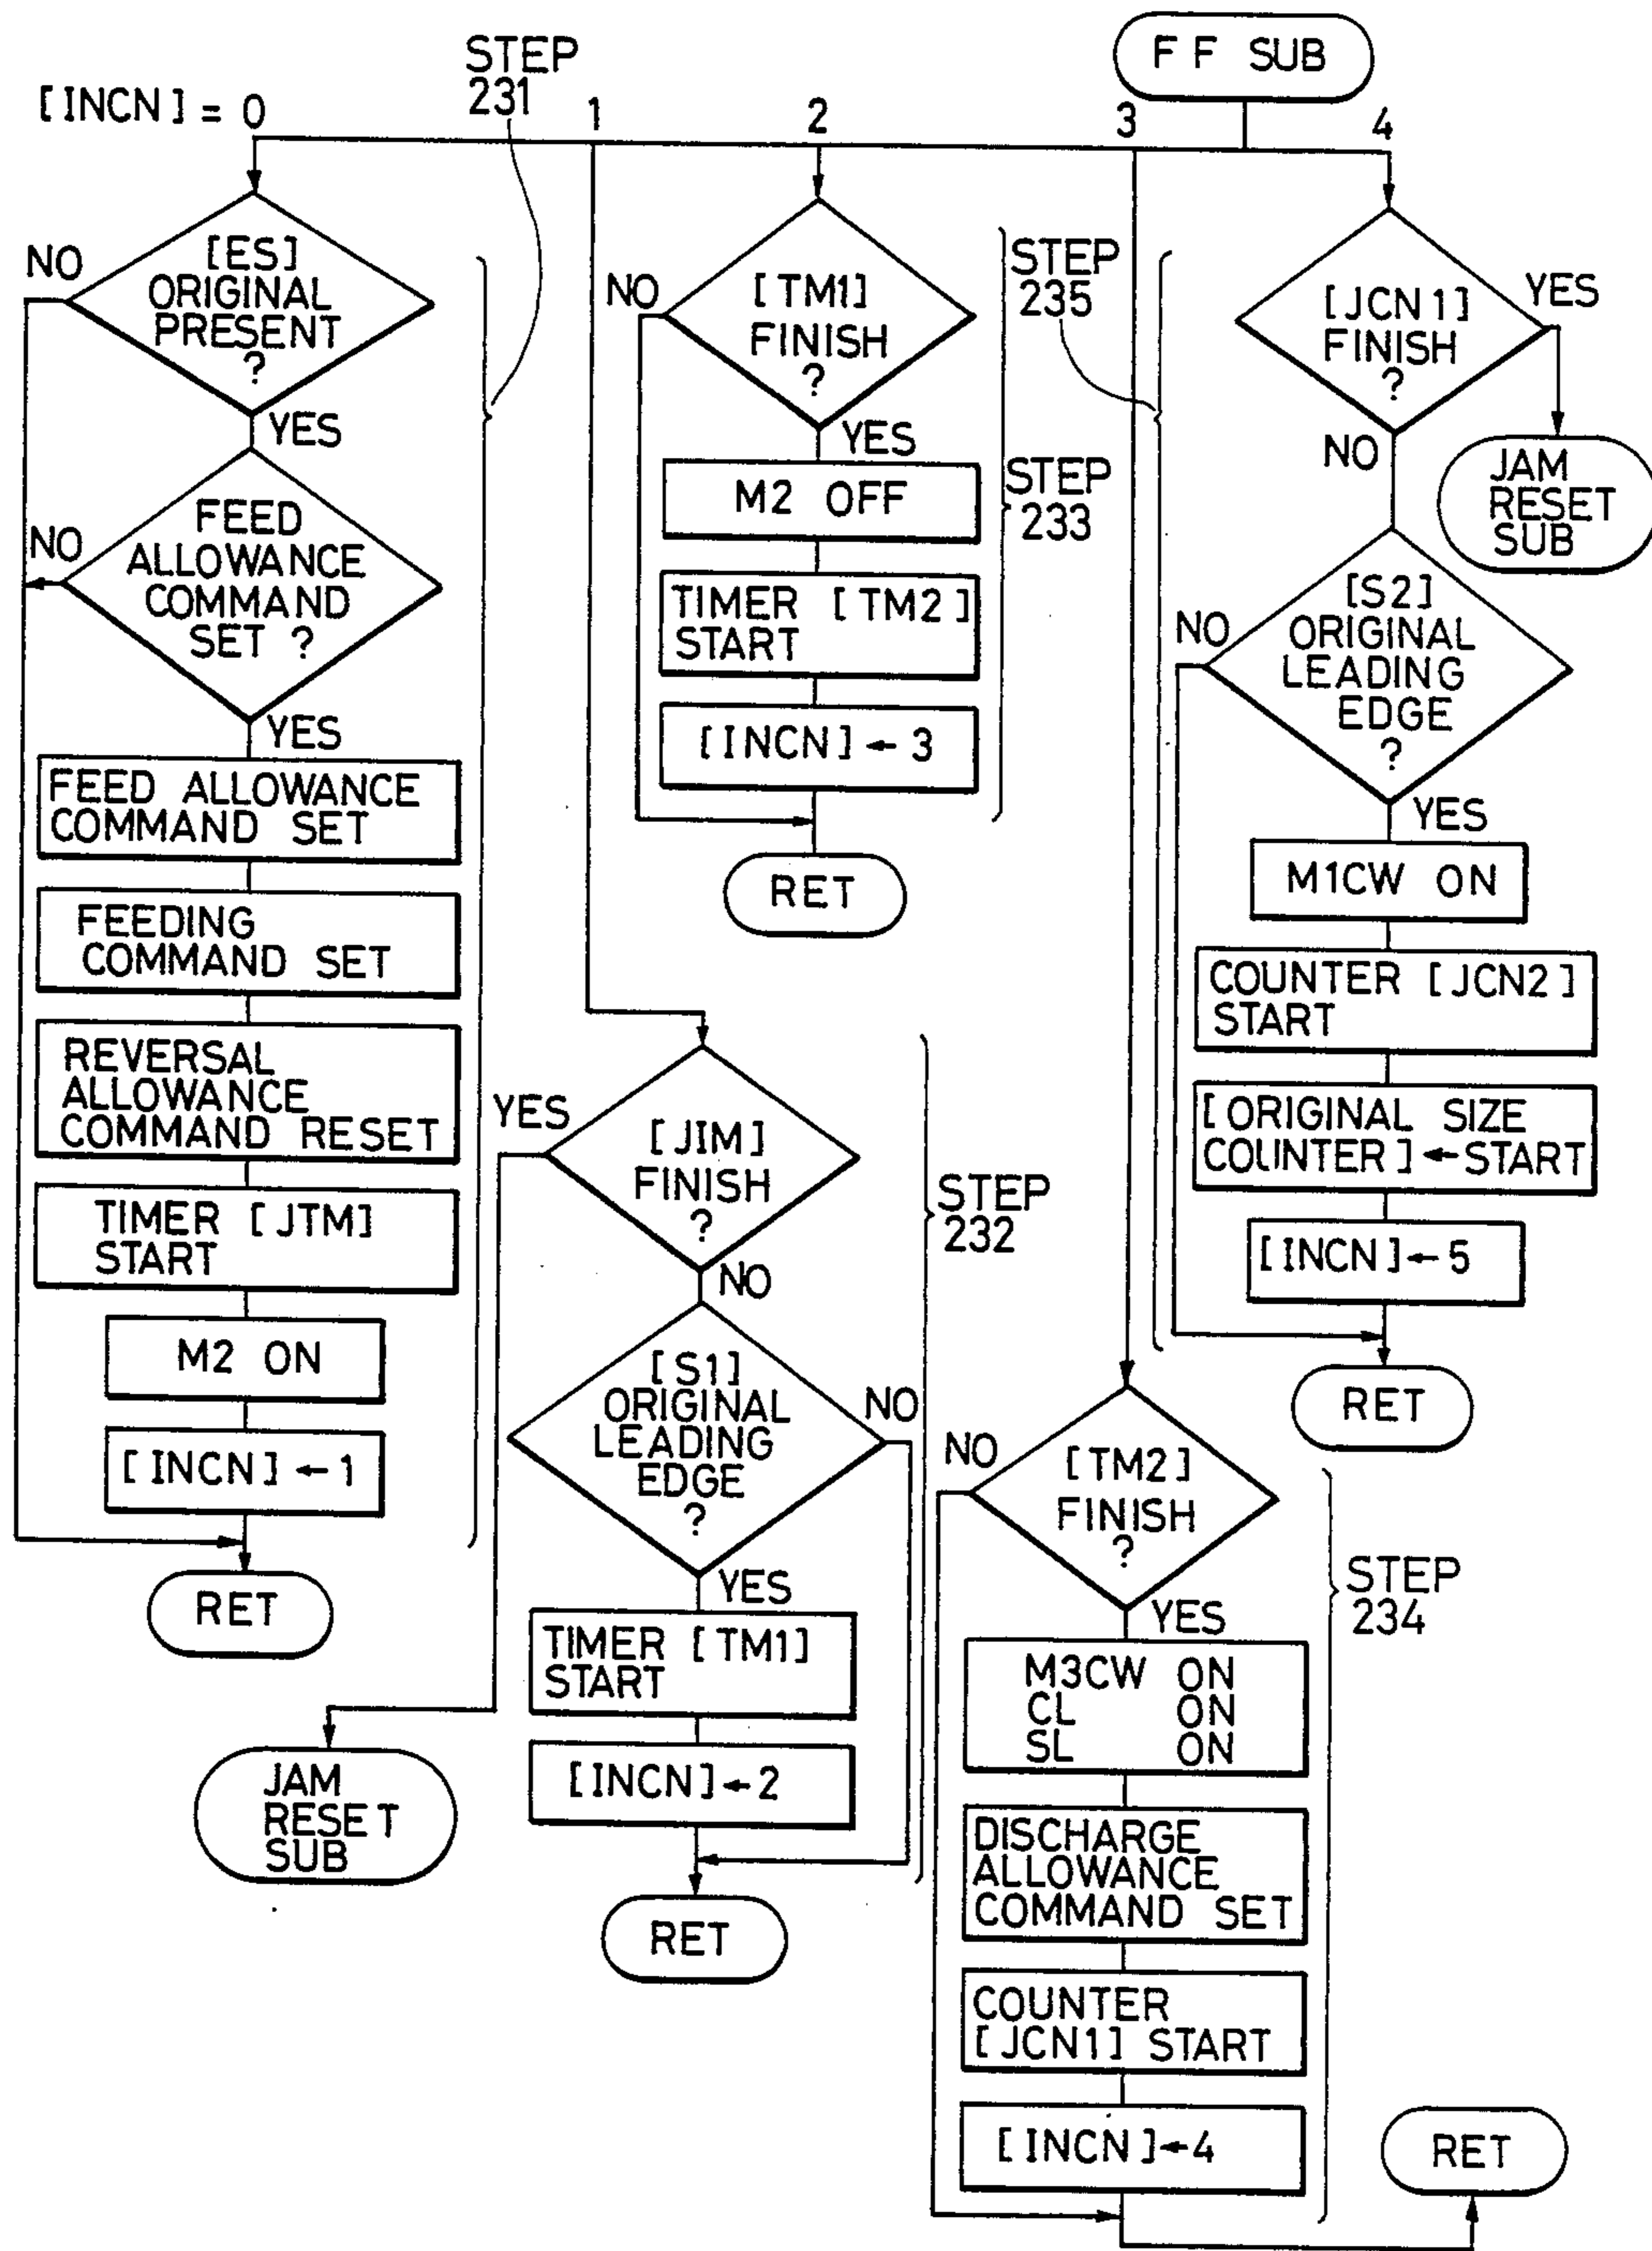 F F SUB
[INCN] = 0
1
2
3
4
STEP
231
[ES]
ORIGINAL
PRESENT
?
NO
YES
FEED
ALLOWANCE
COMMAND
SET ?
NO
YES
FEED ALLOWANCE
COMMAND SET
FEEDING
COMMAND SET
REVERSAL
ALLOWANCE
COMMAND RESET
TIMER [JTM]
START
M2 ON
[INCN] ← 1
RET
YES
[JIM]
FINISH
?
NO
STEP
232
[S1]
ORIGINAL
LEADING
EDGE
?
NO
YES
TIMER [TM1]
START
[INCN] ← 2
RET
JAM
RESET
SUB
NO
[TM1]
FINISH
?
YES
M2 OFF
STEP
233
TIMER [TM2]
START
[INCN] ← 3
RET
NO
[TM2]
FINISH
?
YES
STEP
234
M3CW ON
CL ON
SL ON
DISCHARGE
ALLOWANCE
COMMAND SET
COUNTER
[JCN1] START
[INCN] ← 4
RET
STEP
235
[JCN1]
FINISH
?
YES
NO
JAM
RESET
SUB
[S2]
ORIGINAL
LEADING
EDGE
?
NO
YES
M1CW ON
COUNTER [JCN2]
START
[ORIGINAL SIZE
COUNTER] ← START
[INCN] ← 5
RET